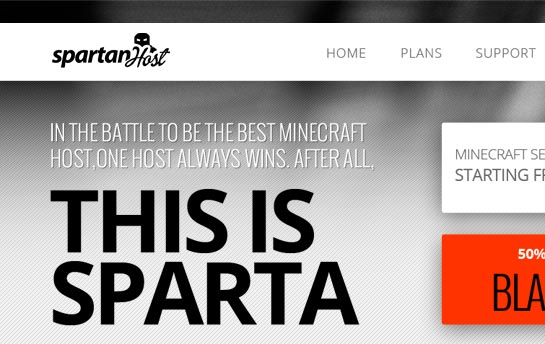 spartanHost
HOME PLANS SUPPORT
IN THE BATTLE TO BE THE BEST MINECRAFT
HOST,ONE HOST ALWAYS WINS. AFTER ALL,
THIS IS
SPARTA
MINECRAFT SE
STARTING FR
50%
BLA